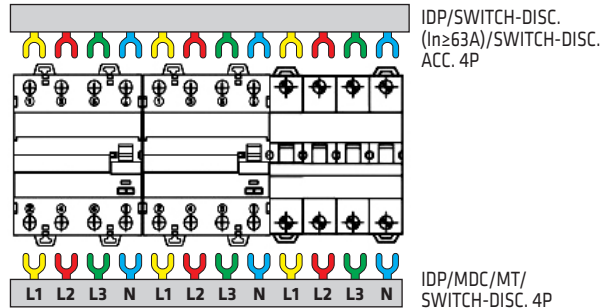 IDP/SWITCH-DISC.
(In≥63A)/SWITCH-DISC.
ACC. 4P
L1 L2 L3 N L1 L2 L3 N L1 L2 L3 N
IDP/MDC/MT/
SWITCH-DISC. 4P